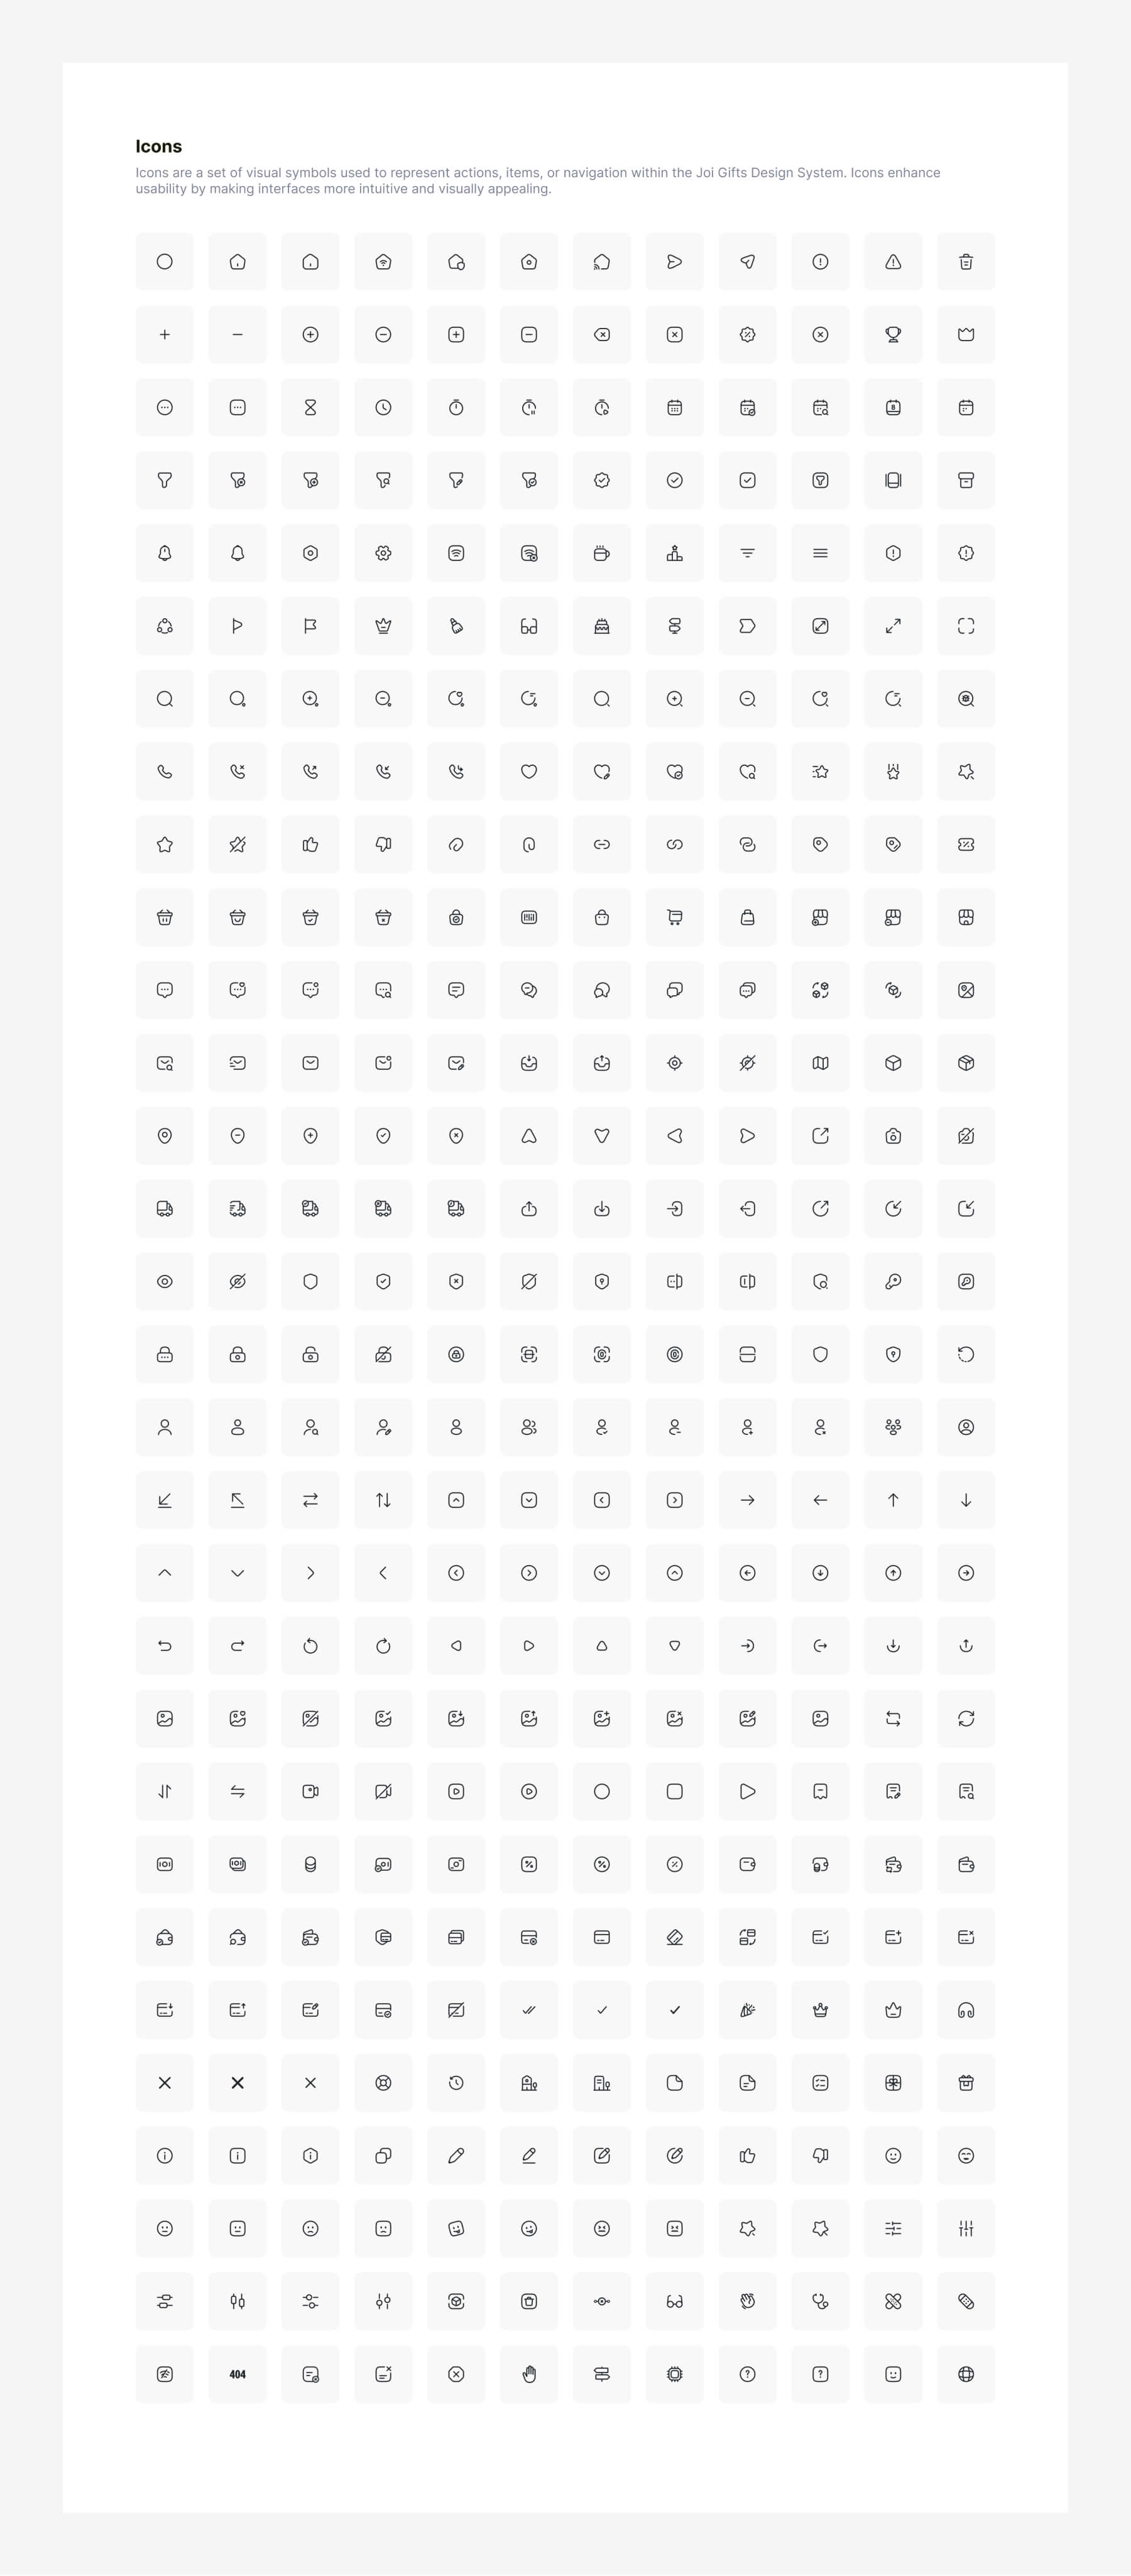 Icons
Icons are a set of visual symbols used to represent actions, items, or navigation within the Joi Gifts Design System. Icons enhance
usability by making interfaces more intuitive and visually appealing.
8
404